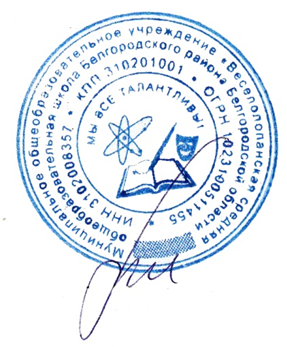 Муниципальное общеобразовательное учреждение «Веселолопанская средняя
общеобразовательная школа Белгородского района Белгородской области
ИНН 3102008357 • КПП 310201001 • ОГРН 1023100511455
МЫ ВСЕ ТАЛАНТЛИВЫ!